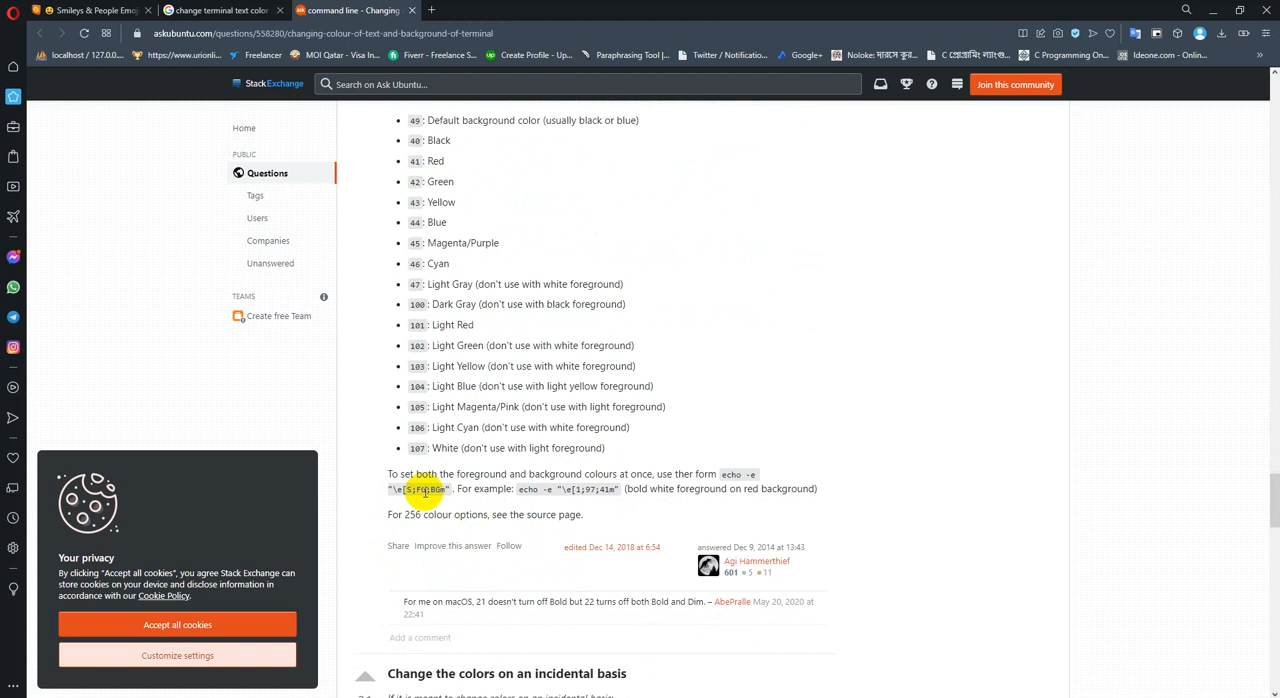 😀 Smileys & People Emoj
change terminal text color
command line - Changing
askubuntu.com/questions/558280/changing-colour-of-text-and-background-of-terminal
localhost / 127.0.0....
https://www.urionli...
Freelancer
MOI Qatar - Visa In...
Fiverr - Freelance S...
Create Profile - Up...
Paraphrasing Tool |...
Twitter / Notificatio...
Google+
Noloke: দারসে কুর...
C প্রোগ্রামিং ল্যাংগু...
C Programming On...
Ideone.com - Onlin...
StackExchange
Search on Ask Ubuntu...
Join this community
Home
PUBLIC
Questions
Tags
Users
Companies
Unanswered
TEAMS
Create free Team
49: Default background color (usually black or blue)
40: Black
41: Red
42: Green
43: Yellow
44: Blue
45: Magenta/Purple
46: Cyan
47: Light Gray (don't use with white foreground)
100: Dark Gray (don't use with black foreground)
101: Light Red
102: Light Green (don't use with white foreground)
103: Light Yellow (don't use with white foreground)
104: Light Blue (don't use with light yellow foreground)
105: Light Magenta/Pink (don't use with light foreground)
106: Light Cyan (don't use with white foreground)
107: White (don't use with light foreground)
To set both the foreground and background colours at once, use ther form echo -e
"\e[S;FG;BGm". For example: echo -e "\e[1;97;41m" (bold white foreground on red background)
For 256 colour options, see the source page.
Share Improve this answer Follow
edited Dec 14, 2018 at 6:54
answered Dec 9, 2014 at 13:43
Agi Hammerthief
601 5 11
For me on macOS, 21 doesn't turn off Bold but 22 turns off both Bold and Dim. – AbePralle May 20, 2020 at
22:41
Add a comment
Change the colors on an incidental basis
Your privacy
By clicking "Accept all cookies", you agree Stack Exchange can
store cookies on your device and disclose information in
accordance with our Cookie Policy.
Accept all cookies
Customize settings